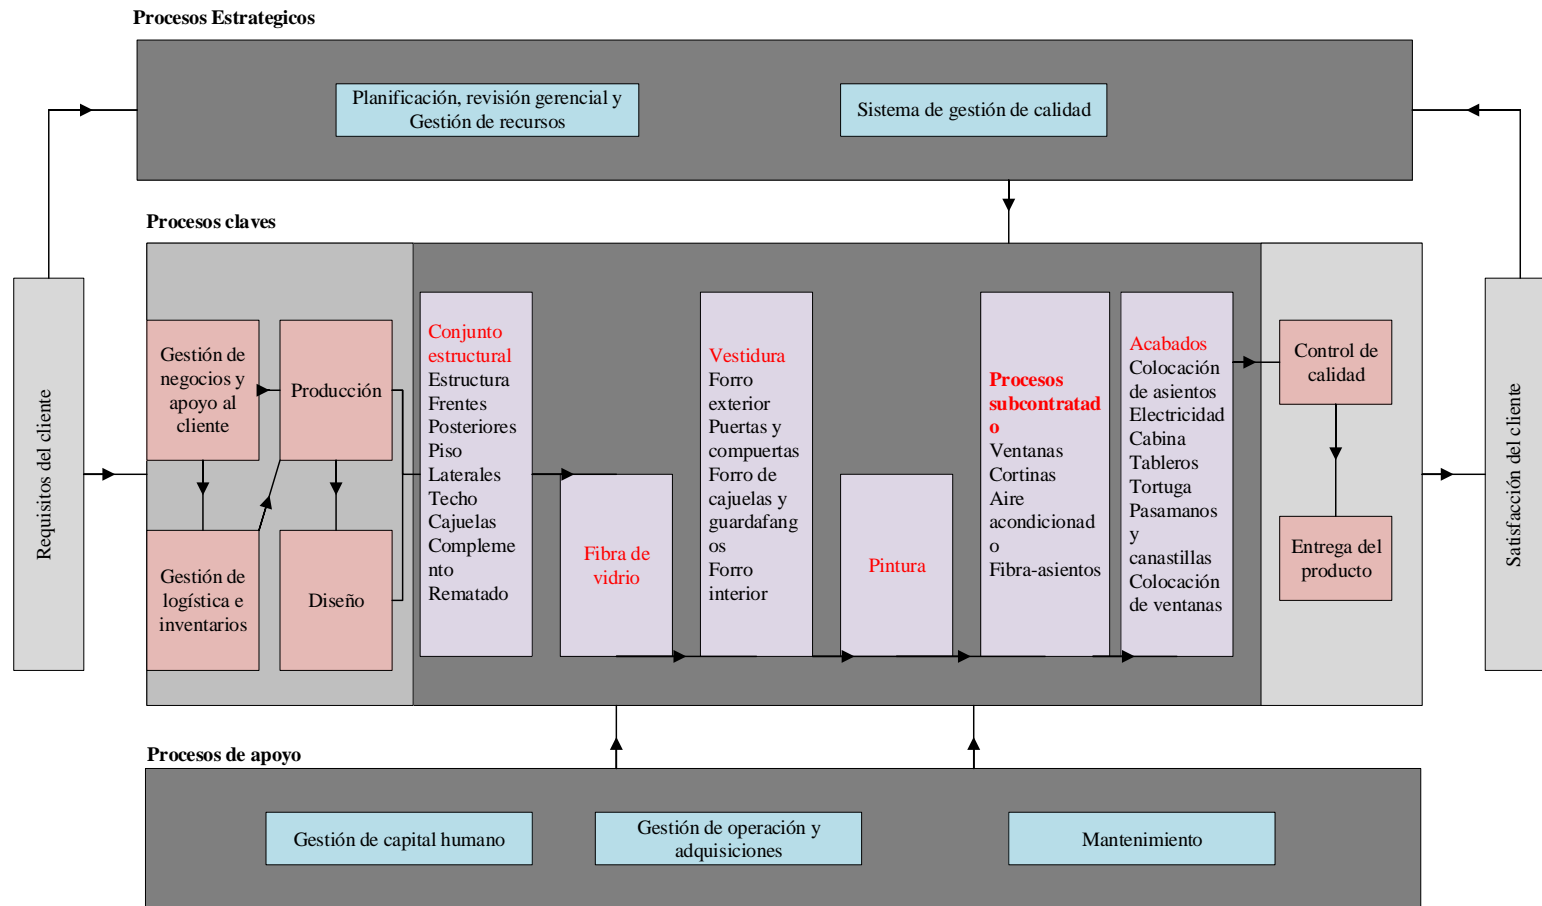 Procesos Estrategicos
Planificación, revisión gerencial y
Gestión de recursos
Sistema de gestión de calidad
Procesos claves
Requisitos del cliente
Gestión de
negocios y
apoyo al
cliente
Producción
Gestión de
logística e
inventarios
Diseño
Conjunto
estructural
Estructura
Frentes
Posteriores
Piso
Laterales
Techo
Cajuelas
Compleme
nto
Rematado
Fibra de
vidrio
Vestidura
Forro
exterior
Puertas y
compuertas
Forro de
cajuelas y
guardafang
os
Forro
interior
Pintura
Procesos
subcontratad
o
Ventanas
Cortinas
Aire
acondicionad
o
Fibra-asientos
Acabados
Colocación
de asientos
Electricidad
Cabina
Tableros
Tortuga
Pasamanos
y
canastillas
Colocación
de ventanas
Control de
calidad
Entrega del
producto
Satisfacción del cliente
Procesos de apoyo
Gestión de capital humano
Gestión de operación y
adquisiciones
Mantenimiento